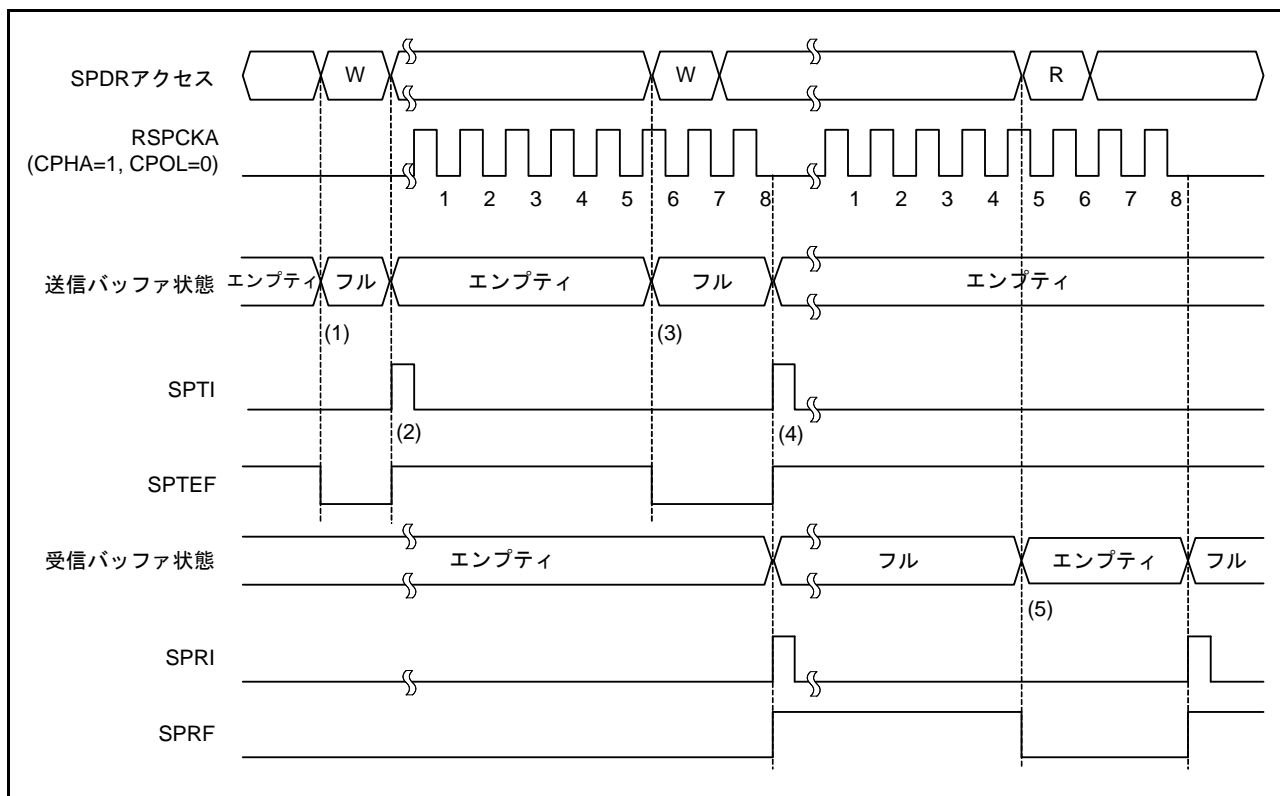 SPDRアクセス W W R
RSPCKA
(CPHA=1, CPOL=0)
1 2 3 4 5 6 7 8 1 2 3 4 5 6 7 8
送信バッファ状態 エンプティ フル エンプティ フル エンプティ
(1) (3)
SPTI
(2) (4)
SPTEF
受信バッファ状態 エンプティ フル エンプティ フル
(5)
SPRI
SPRF